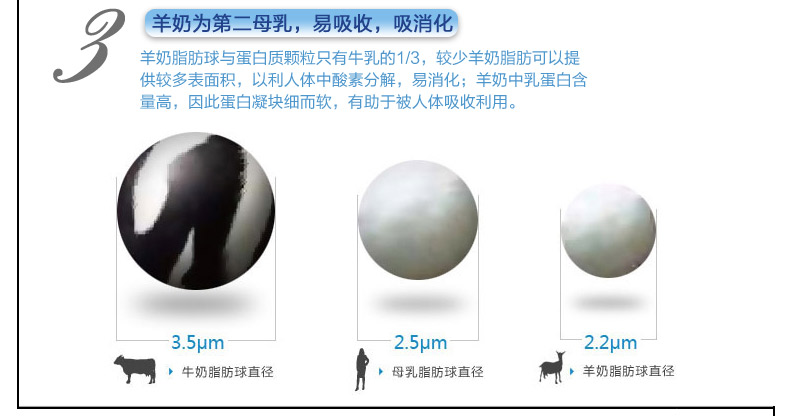 3
羊奶为第二母乳，易吸收，吸消化
羊奶脂肪球与蛋白质颗粒只有牛乳的1/3，较少羊奶脂肪可以提
供较多表面积，以利人体中酸素分解，易消化；羊奶中乳蛋白含
量高，因此蛋白凝块细而软，有助于被人体吸收利用。
3.5μm
2.5μm
2.2μm
牛奶脂肪球直径
母乳脂肪球直径
羊奶脂肪球直径